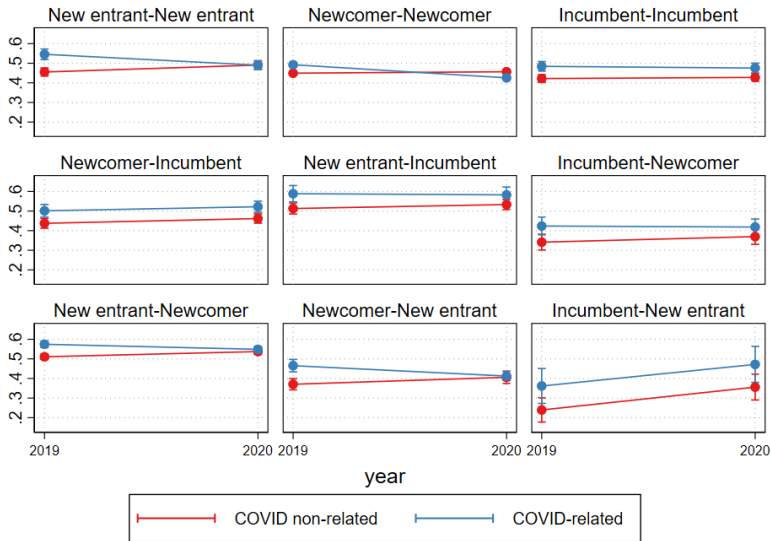 New entrant-New entrant
Newcomer-Newcomer
Incumbent-Incumbent
.6
.5
.4
.3
.2
Newcomer-Incumbent
New entrant-Incumbent
Incumbent-Newcomer
.6
.5
.4
.3
.2
New entrant-Newcomer
Newcomer-New entrant
Incumbent-New entrant
.6
.5
.4
.3
.2
2019
2020
2019
2020
2019
2020
year
COVID non-related
COVID-related